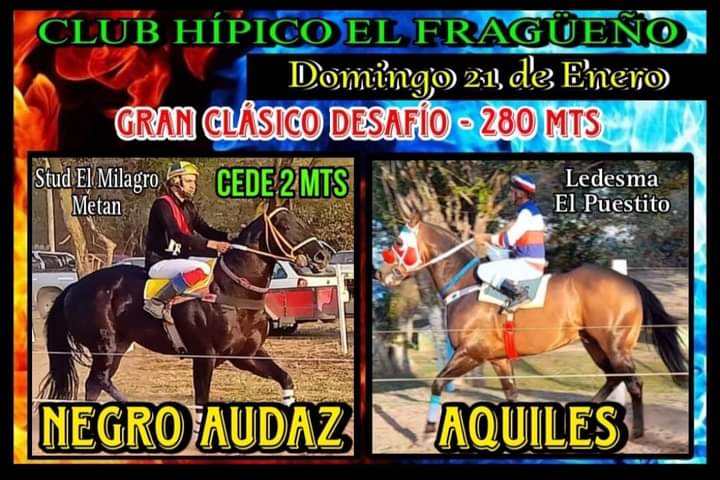 CLUB HÍPICO EL FRAGÜEÑO
Domingo 21 de Enero
GRAN CLÁSICO DESAFÍO - 280 MTS
Stud El Milagro
Metan
CEDE 2 MTS
Ledesma
El Puestito
NEGRO AUDAZ
AQUILES